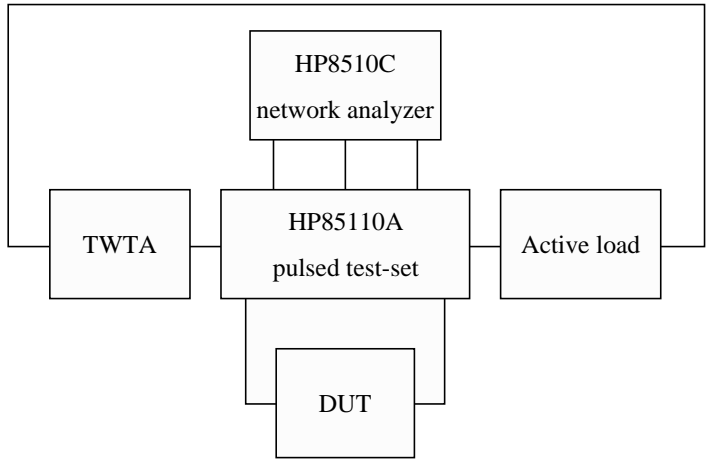 HP8510C
network analyzer
TWTA
HP85110A
pulsed test-set
Active load
DUT